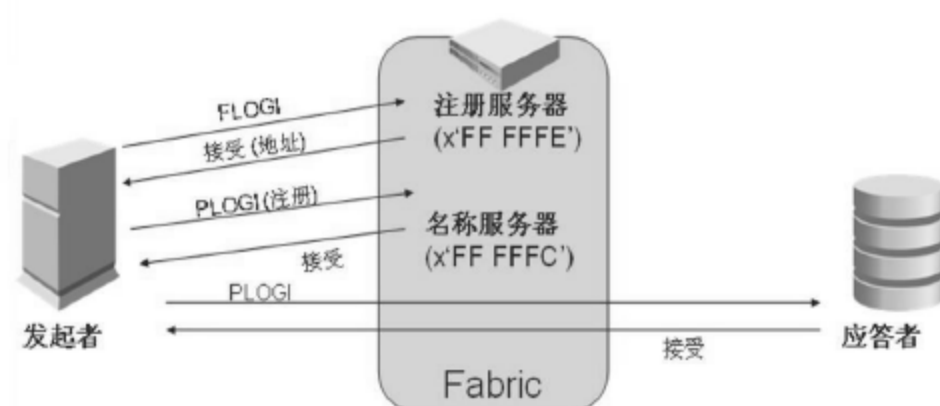 FLOGI
注册服务器
(x'FF FFFE')
接受 (地址)
PLOGI (注册)
名称服务器
(x'FF FFFC')
接受
PLOGI
发起者
接受
应答者
Fabric